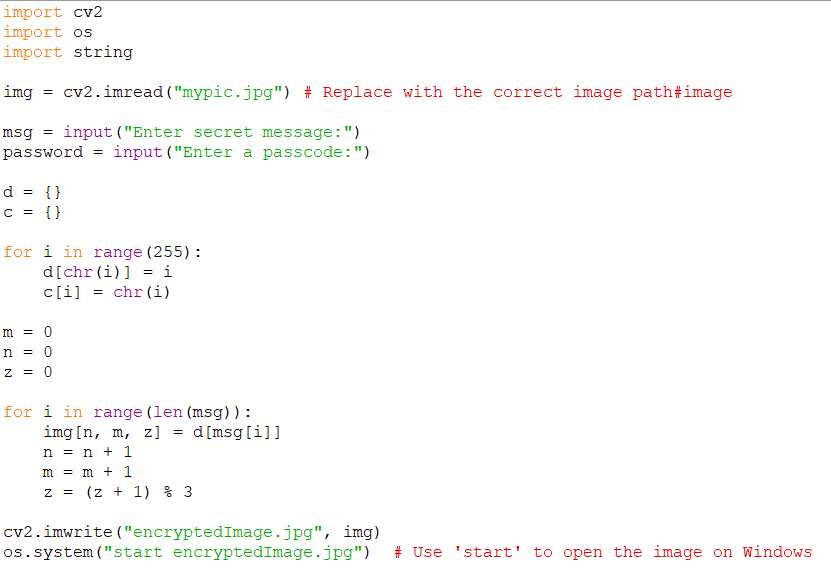 import cv2
import os
import string

img = cv2.imread("mypic.jpg") # Replace with the correct image path#image

msg = input("Enter secret message:")
password = input("Enter a passcode:")

d = {}
c = {}

for i in range(255):
    d[chr(i)] = i
    c[i] = chr(i)

m = 0
n = 0
z = 0

for i in range(len(msg)):
    img[n, m, z] = d[msg[i]]
    n = n + 1
    m = m + 1
    z = (z + 1) % 3

cv2.imwrite("encryptedImage.jpg", img)
os.system("start encryptedImage.jpg")  # Use 'start' to open the image on Windows